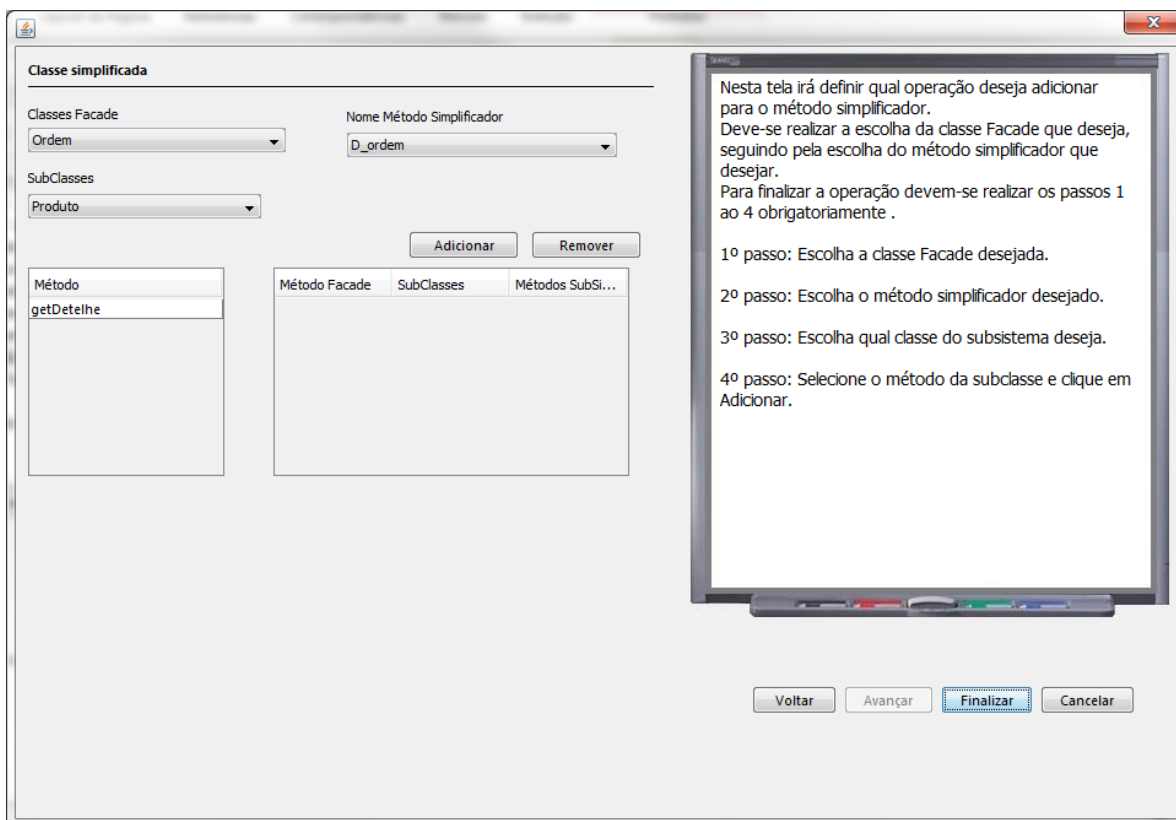 Classe simplificada
Classes Facade
Ordem
Nome Método Simplificador
D_ordem
SubClasses
Produto
Adicionar
Remover
Método
getDetelhe
Método Facade
SubClasses
Métodos SubSi...
Nesta tela irá definir qual operação deseja adicionar
para o método simplificador.
Deve-se realizar a escolha da classe Facade que deseja,
seguindo pela escolha do método simplificador que
desejar.
Para finalizar a operação devem-se realizar os passos 1
ao 4 obrigatoriamente .
1º passo: Escolha a classe Facade desejada.
2º passo: Escolha o método simplificador desejado.
3º passo: Escolha qual classe do subsistema deseja.
4º passo: Selecione o método da subclasse e clique em
Adicionar.
Voltar
Avançar
Finalizar
Cancelar